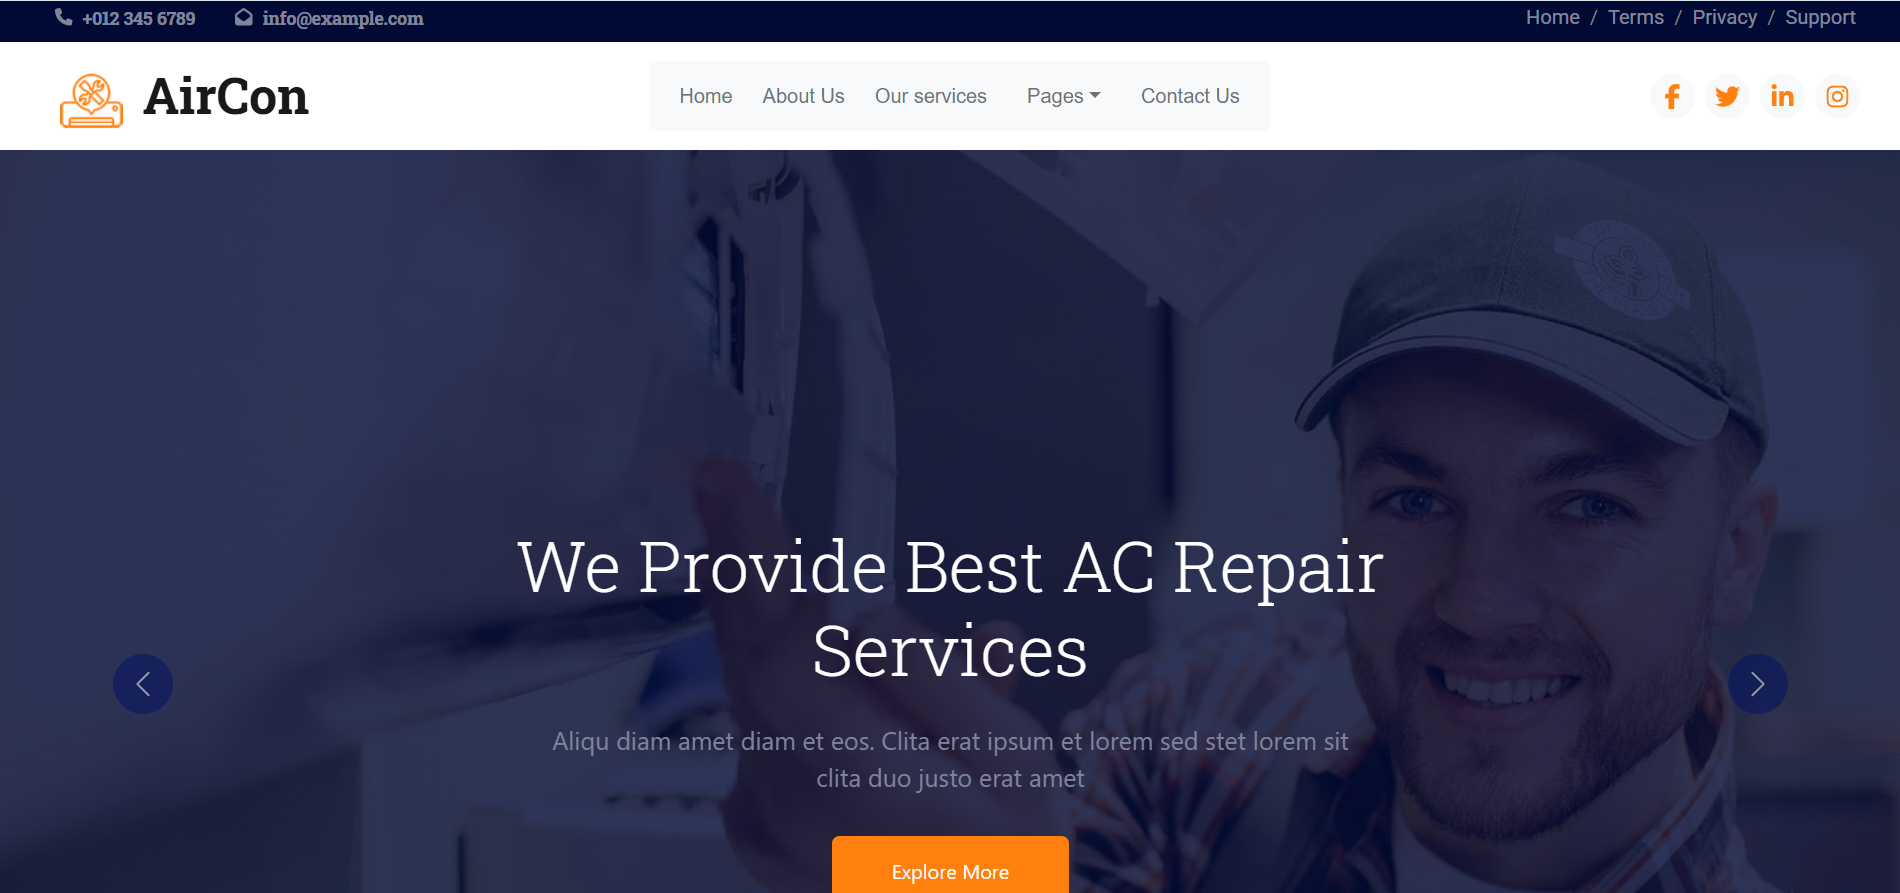 +012 345 6789 info@example.com Home / Terms / Privacy / Support
AirCon
Home About Us Our services Pages Contact Us
We Provide Best AC Repair
Services
Aliqu diam amet diam et eos. Clita erat ipsum et lorem sed stet lorem sit
clita duo justo erat amet
Explore More